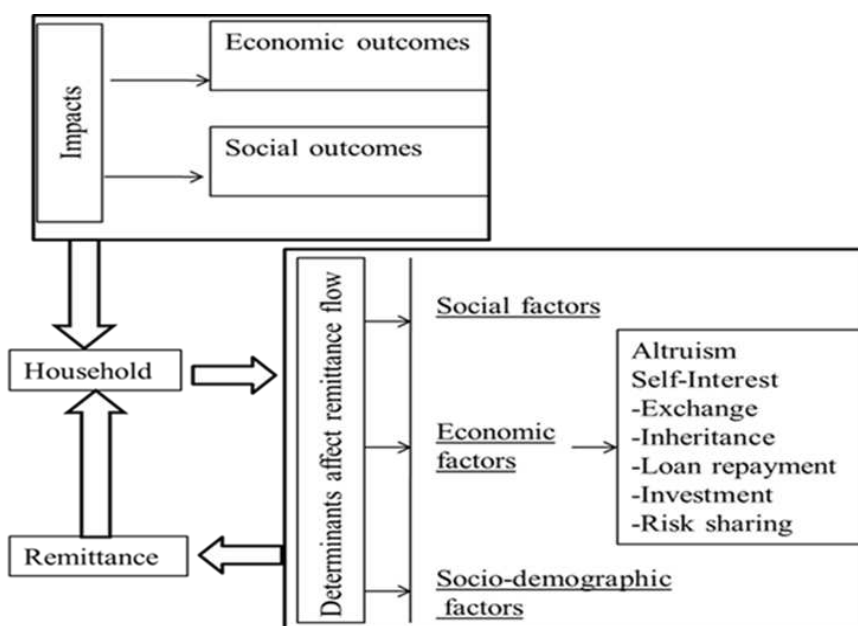 Impacts
Economic outcomes
Social outcomes
Household
Remittance
Determinants affect remittance flow
Social factors
Economic
factors
Socio-demographic
factors
Altruism
Self-Interest
-Exchange
-Inheritance
-Loan repayment
-Investment
-Risk sharing